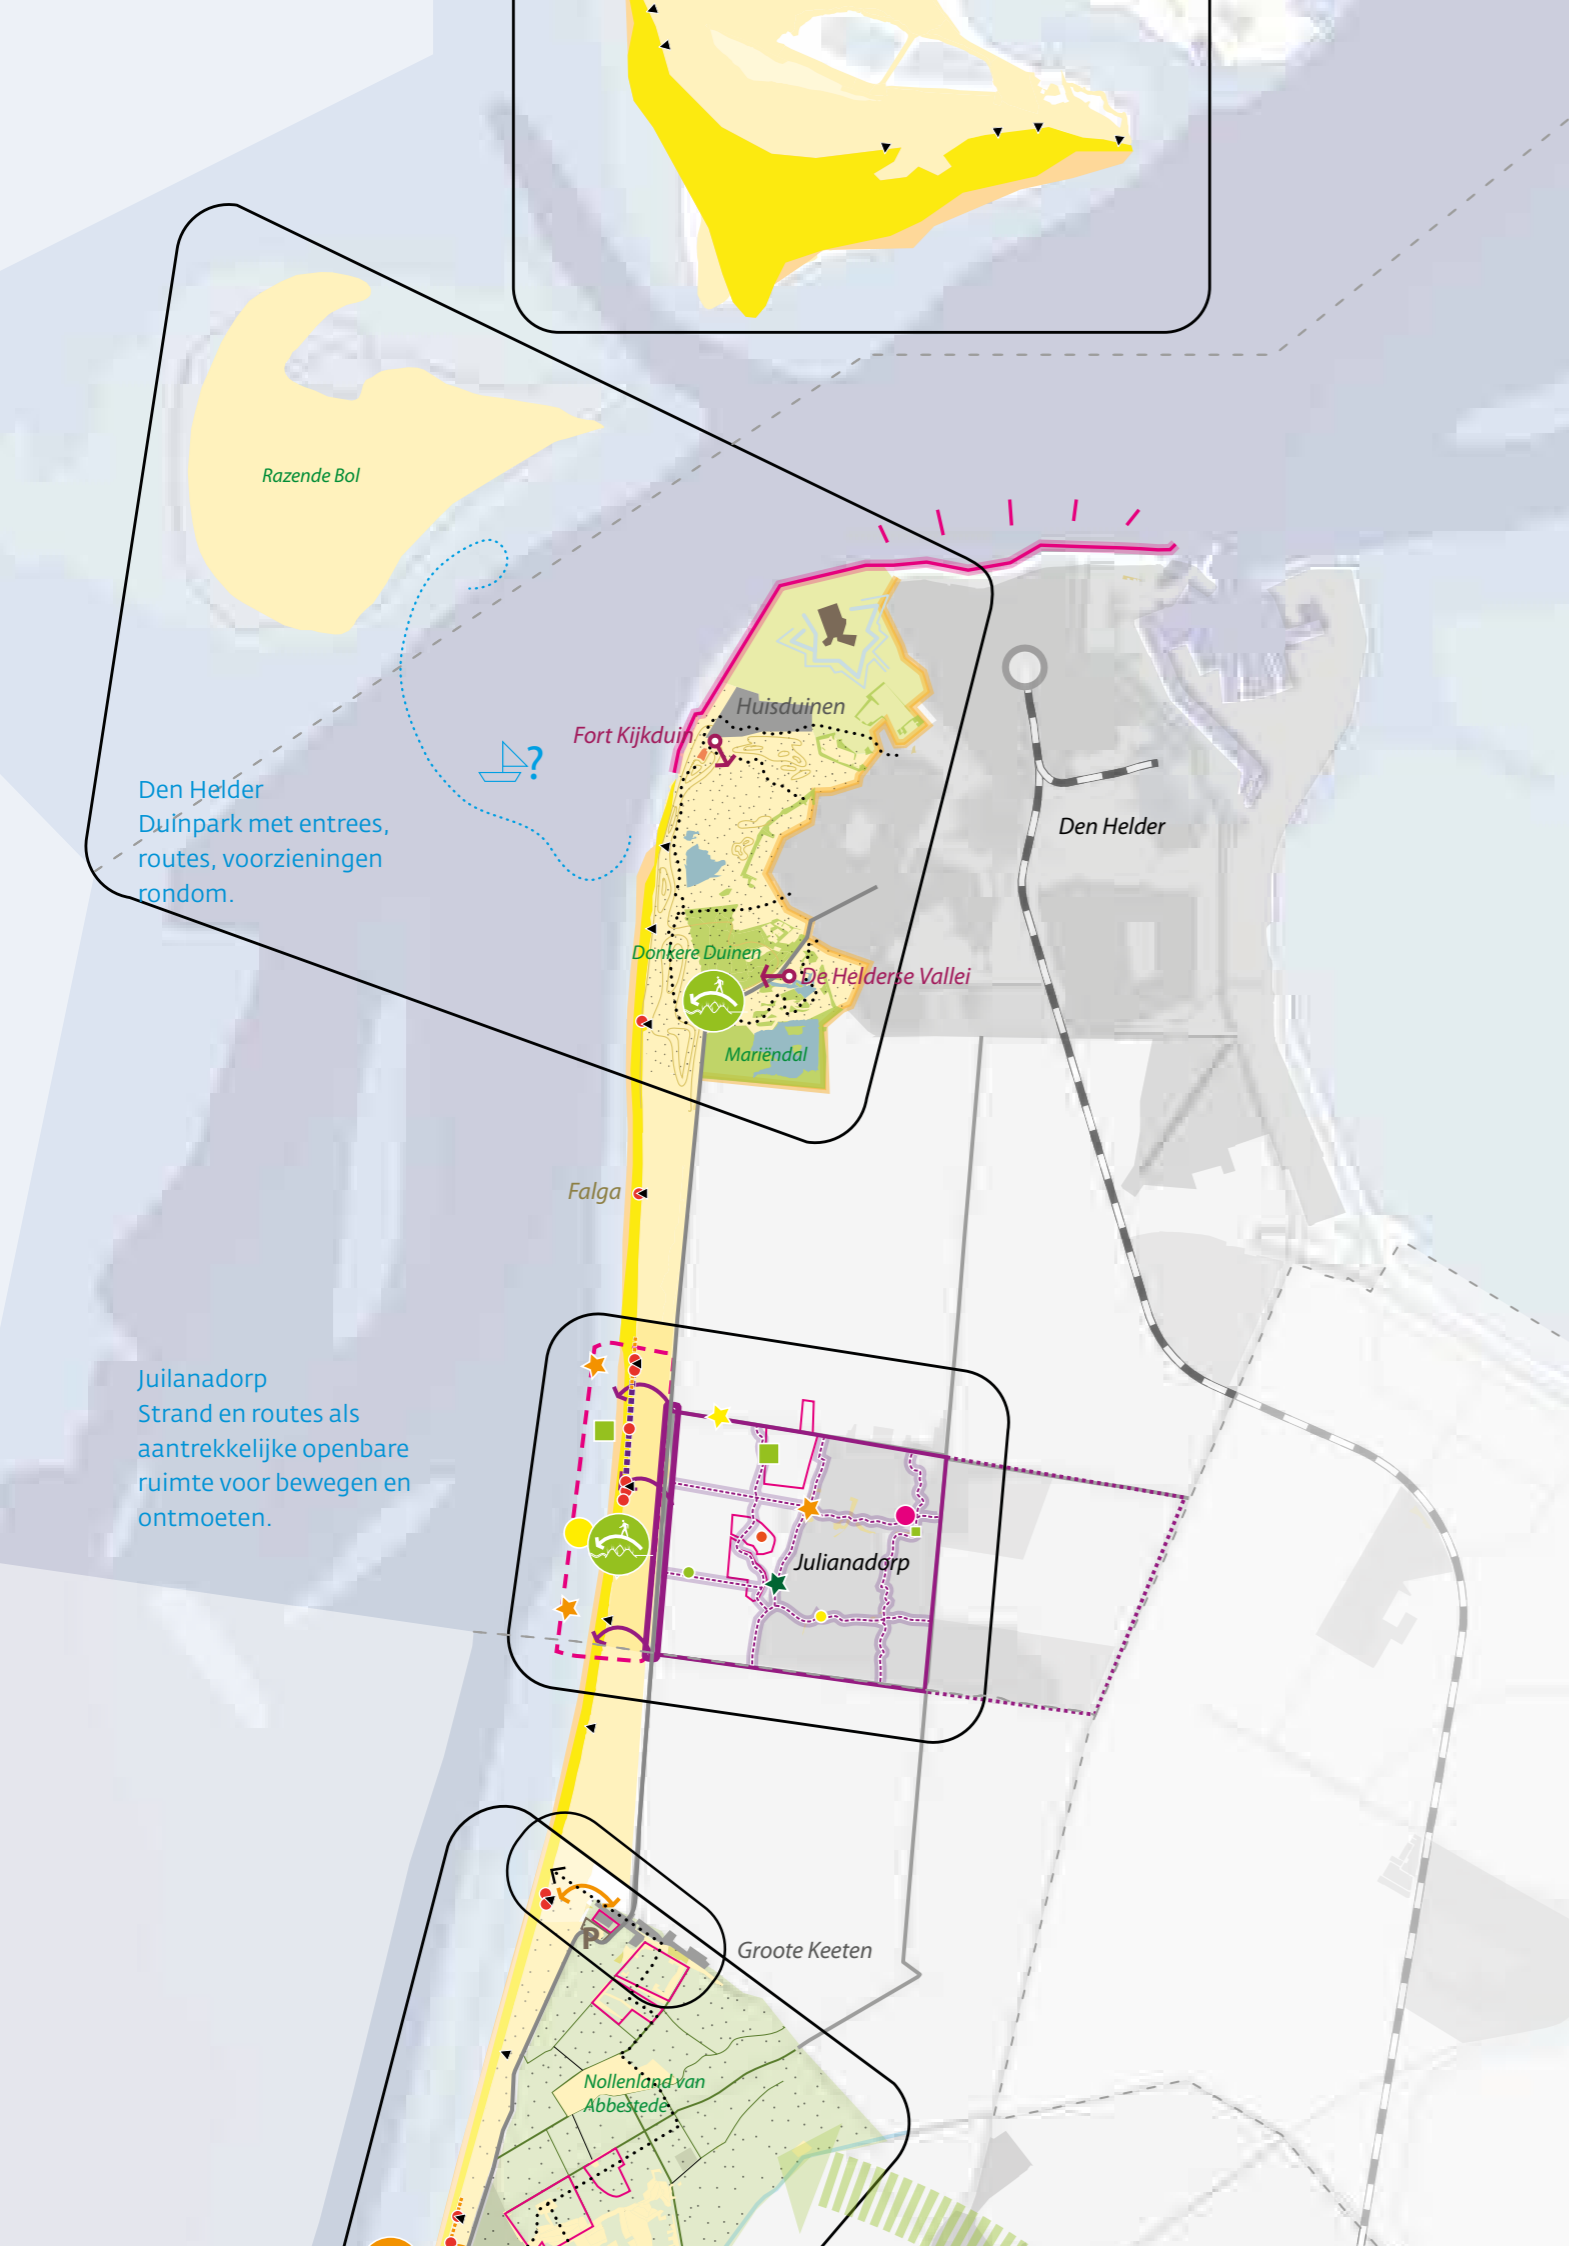 Razende Bol
Huisduinen
Fort Kijkduin
?
Den Helder
Duinpark met entrees,
routes, voorzieningen
rondom.
Den Helder
Donkere Duinen
De Helderse Vallei
Mariëndal
Falga
Juilanadorp
Strand en routes als
aantrekkelijke openbare
ruimte voor bewegen en
ontmoeten.
Julianadorp
P
Groote Keeten
Nollenland van
Abbestede